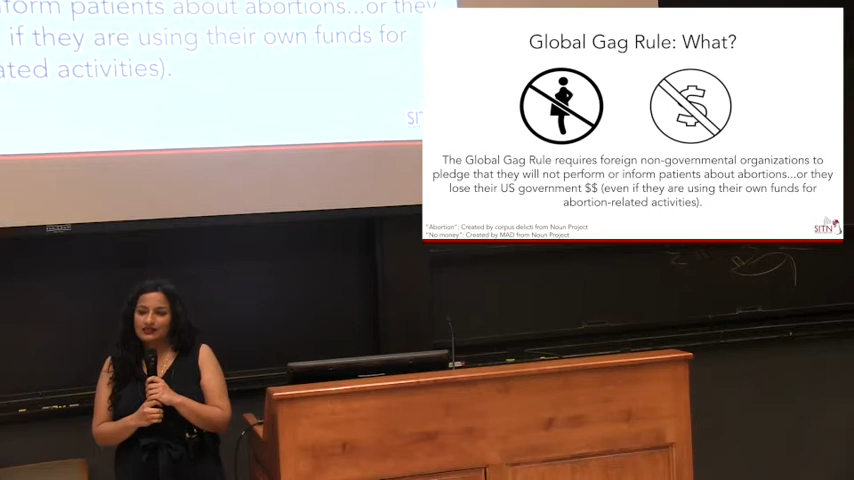 nform patients about abortions...or they
if they are using their own funds for
ated activities).
SIT
Global Gag Rule: What?
The Global Gag Rule requires foreign non-governmental organizations to
pledge that they will not perform or inform patients about abortions...or they
lose their US government $$ (even if they are using their own funds for
abortion-related activities).
"Abortion": Created by corpus delicti from Noun Project
"No money": Created by MAD from Noun Project
SITN